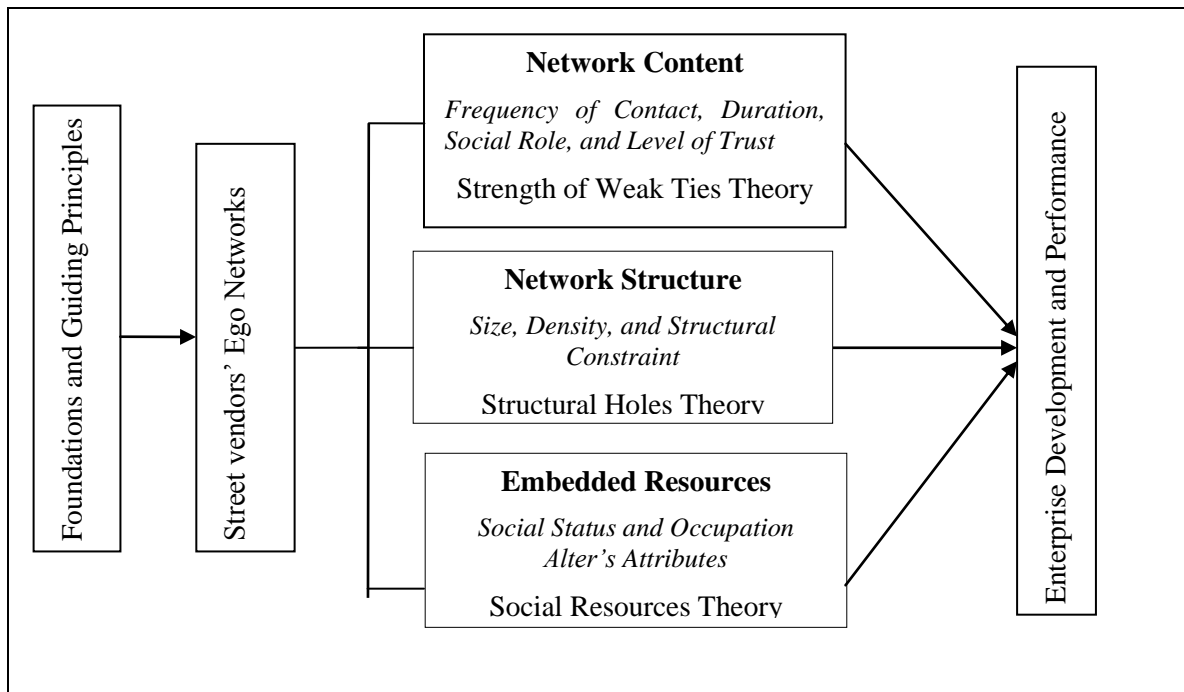 Foundations and Guiding Principles
Street vendors' Ego Networks
Network Content
Frequency of Contact, Duration,
Social Role, and Level of Trust
Strength of Weak Ties Theory
Network Structure
Size, Density, and Structural
Constraint
Structural Holes Theory
Embedded Resources
Social Status and Occupation
Alter's Attributes
Social Resources Theory
Enterprise Development and Performance